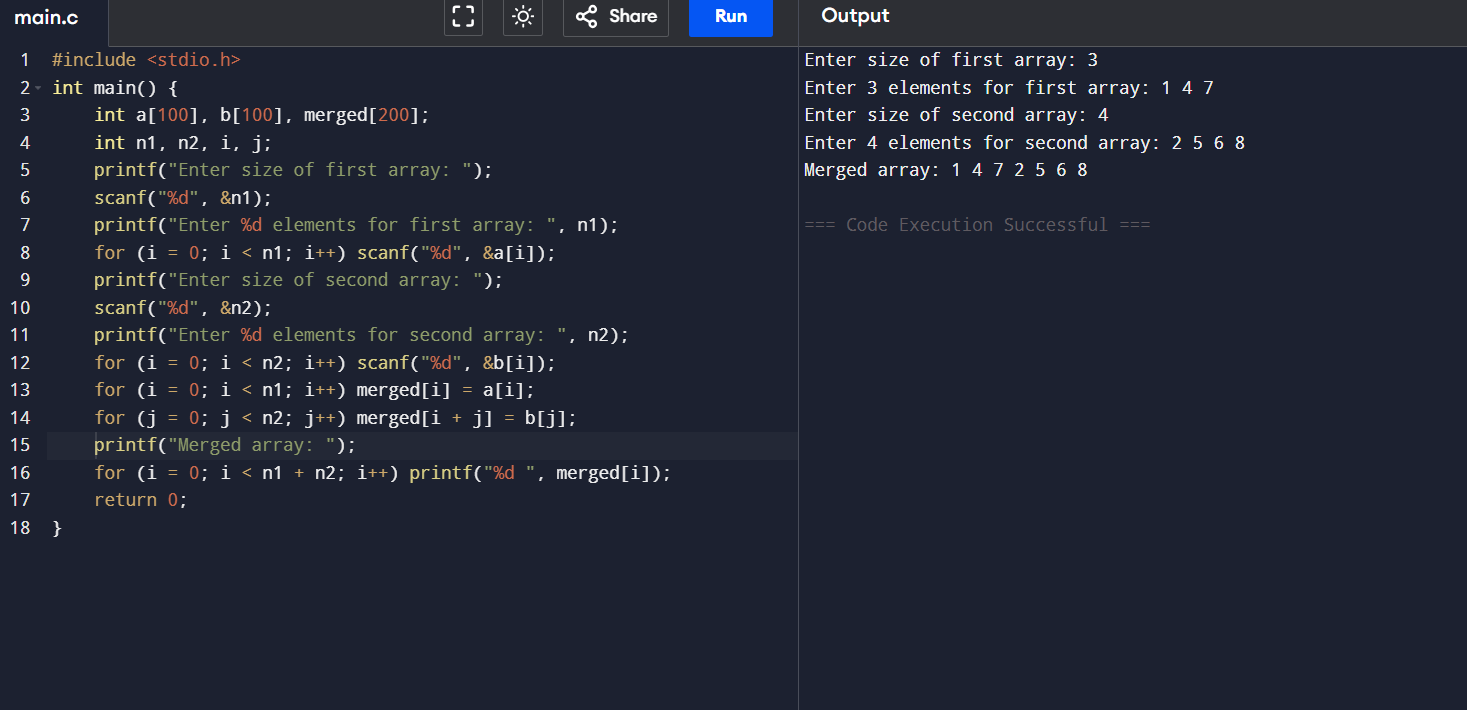 main.c
Share
Run
Output
1 #include <stdio.h>
2 int main() {
3     int a[100], b[100], merged[200];
4     int n1, n2, i, j;
5     printf("Enter size of first array: ");
6     scanf("%d", &n1);
7     printf("Enter %d elements for first array: ", n1);
8     for (i = 0; i < n1; i++) scanf("%d", &a[i]);
9     printf("Enter size of second array: ");
10     scanf("%d", &n2);
11     printf("Enter %d elements for second array: ", n2);
12     for (i = 0; i < n2; i++) scanf("%d", &b[i]);
13     for (i = 0; i < n1; i++) merged[i] = a[i];
14     for (j = 0; j < n2; j++) merged[i + j] = b[j];
15     printf("Merged array: ");
16     for (i = 0; i < n1 + n2; i++) printf("%d ", merged[i]);
17     return 0;
18 }
Enter size of first array: 3
Enter 3 elements for first array: 1 4 7
Enter size of second array: 4
Enter 4 elements for second array: 2 5 6 8
Merged array: 1 4 7 2 5 6 8
=== Code Execution Successful ===